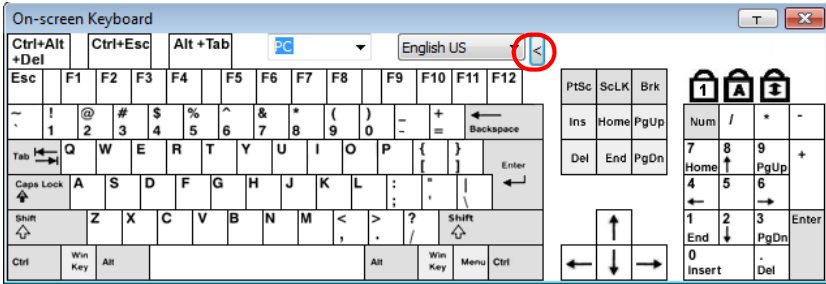 On-screen Keyboard
Ctrl+Alt +Del Ctrl+Esc Alt +Tab PC English US <
Esc F1 F2 F3 F4 F5 F6 F7 F8 F9 F10 F11 F12 PtSc ScLK Brk 1 A
~ ` ! 1 @ 2 # 3 $ 4 % 5 ^ 6 & 7 * 8 ( 9 ) 0 _ - + = Backspace Ins Home PgUp Num / * -
Tab Q W E R T Y U I O P { [ } ] Enter Del End PgDn 7 Home 8 9 PgUp +
Caps Lock A S D F G H J K L : ; " ' | \ 4 5 6
Shift Z X C V B N M < , > . ? / Shift 1 End 2 3 PgDn Enter
Ctrl Win Key Alt Alt Win Key Menu Ctrl 0 Insert . Del